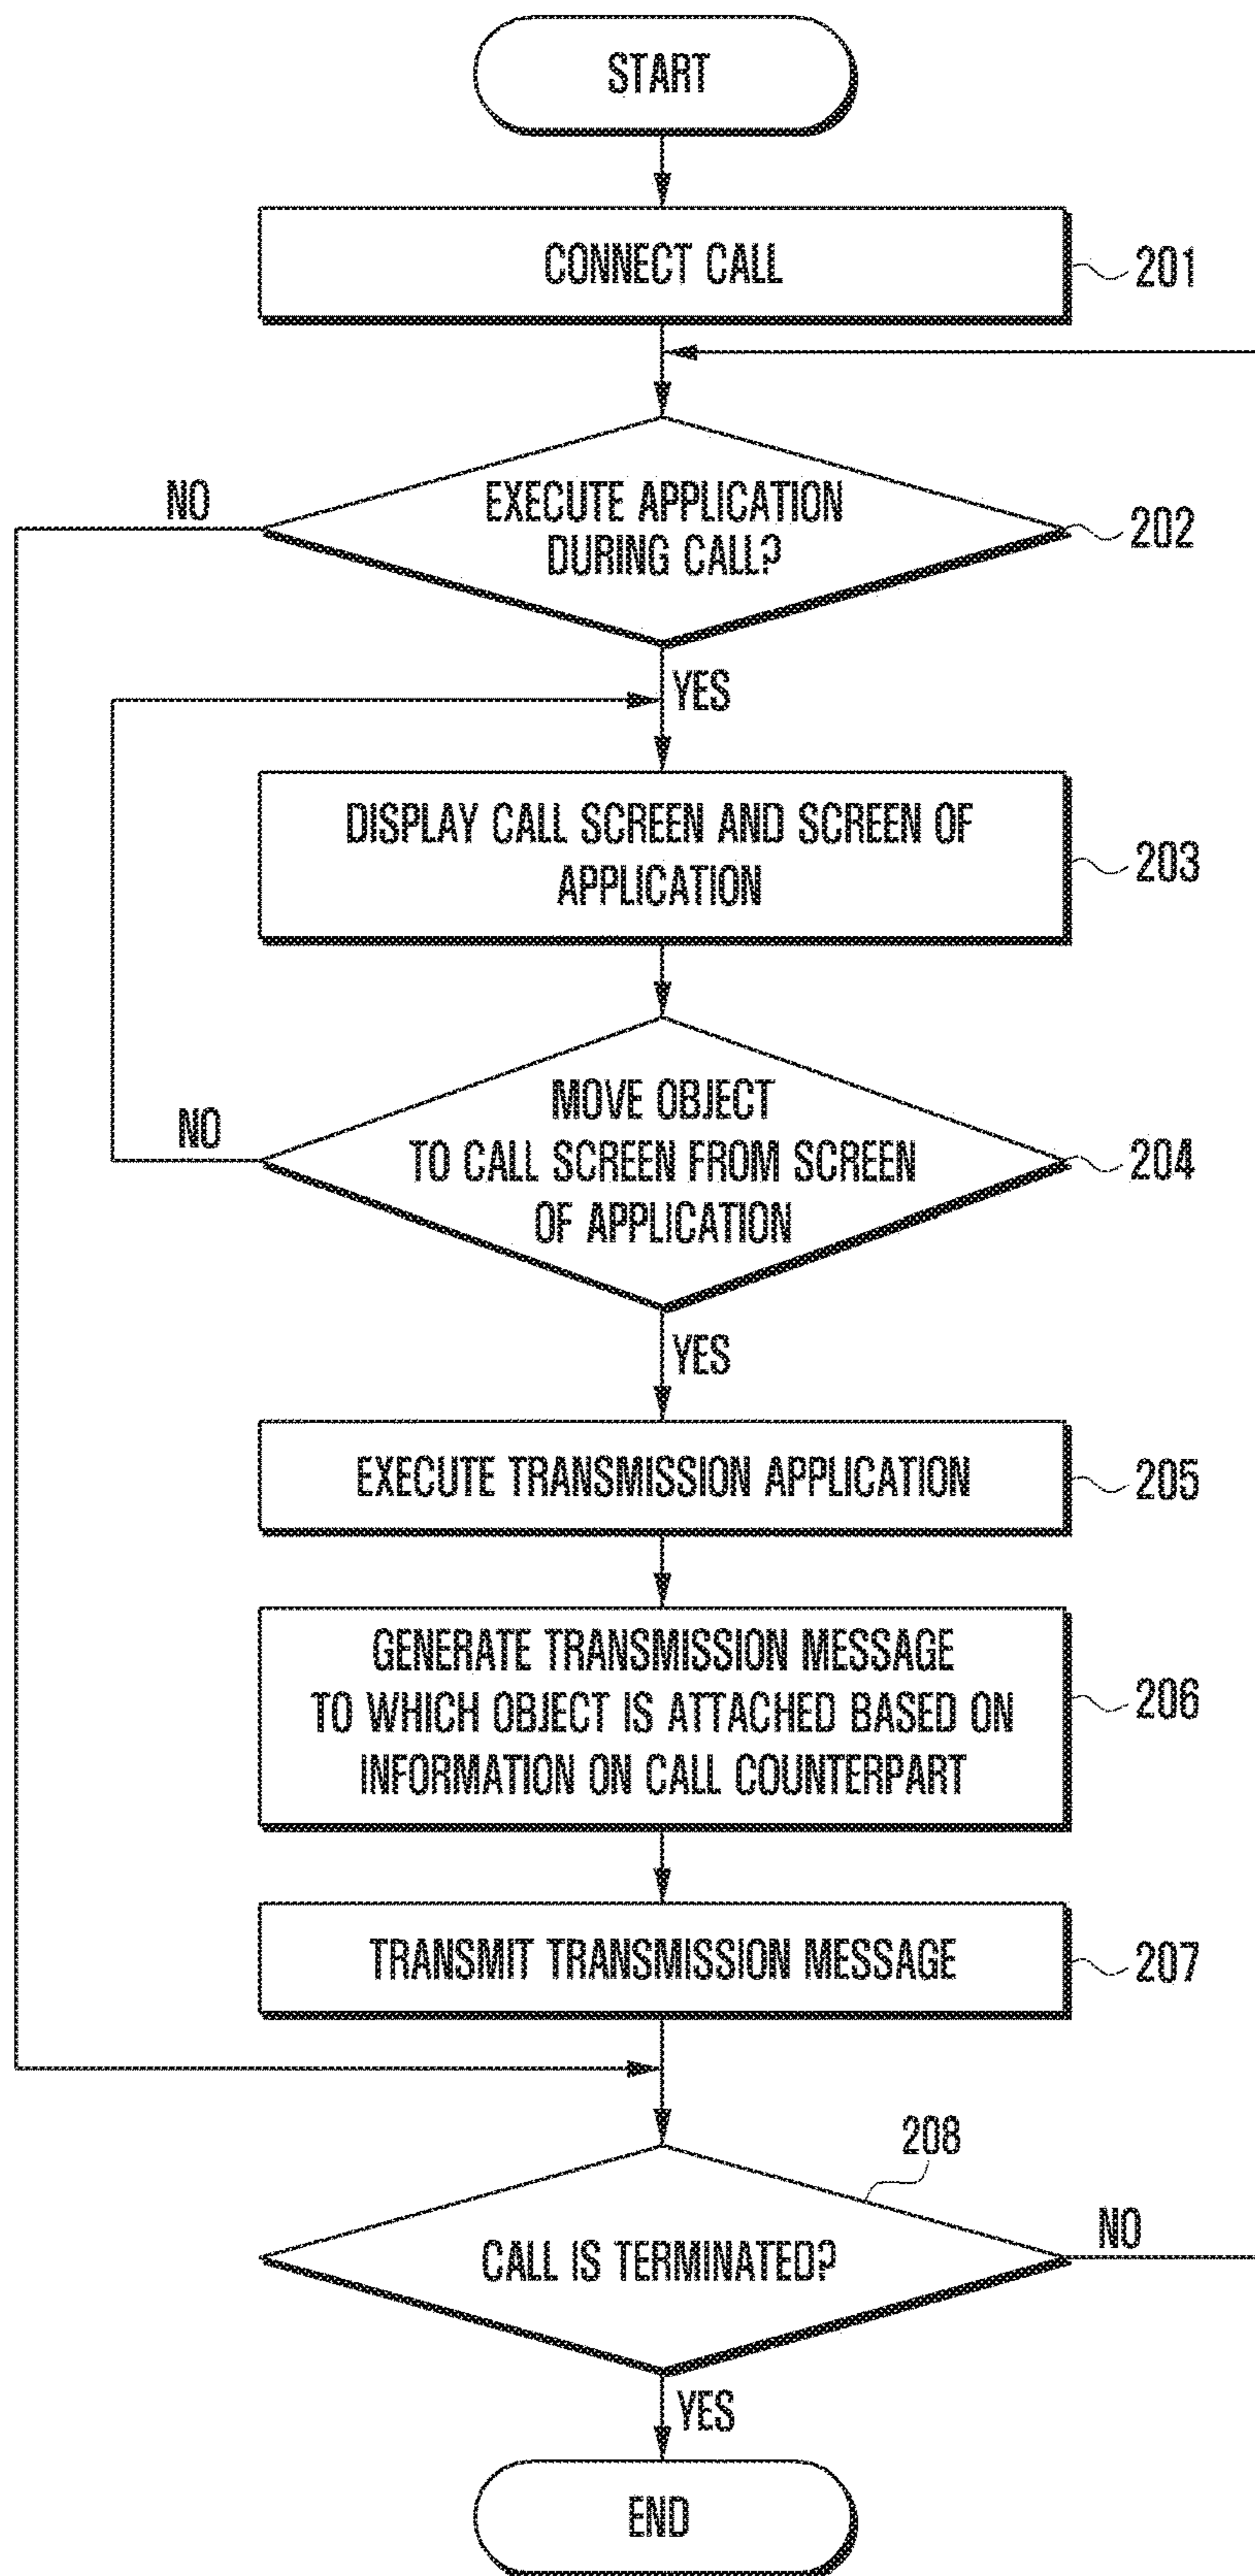 START
CONNECT CALL
201
NO
EXECUTE APPLICATION
DURING CALL?
202
YES
DISPLAY CALL SCREEN AND SCREEN OF
APPLICATION
203
NO
MOVE OBJECT
TO CALL SCREEN FROM SCREEN
OF APPLICATION
204
YES
EXECUTE TRANSMISSION APPLICATION
205
GENERATE TRANSMISSION MESSAGE
TO WHICH OBJECT IS ATTACHED BASED ON
INFORMATION ON CALL COUNTERPART
206
TRANSMIT TRANSMISSION MESSAGE
207
208
CALL IS TERMINATED?
NO
YES
END